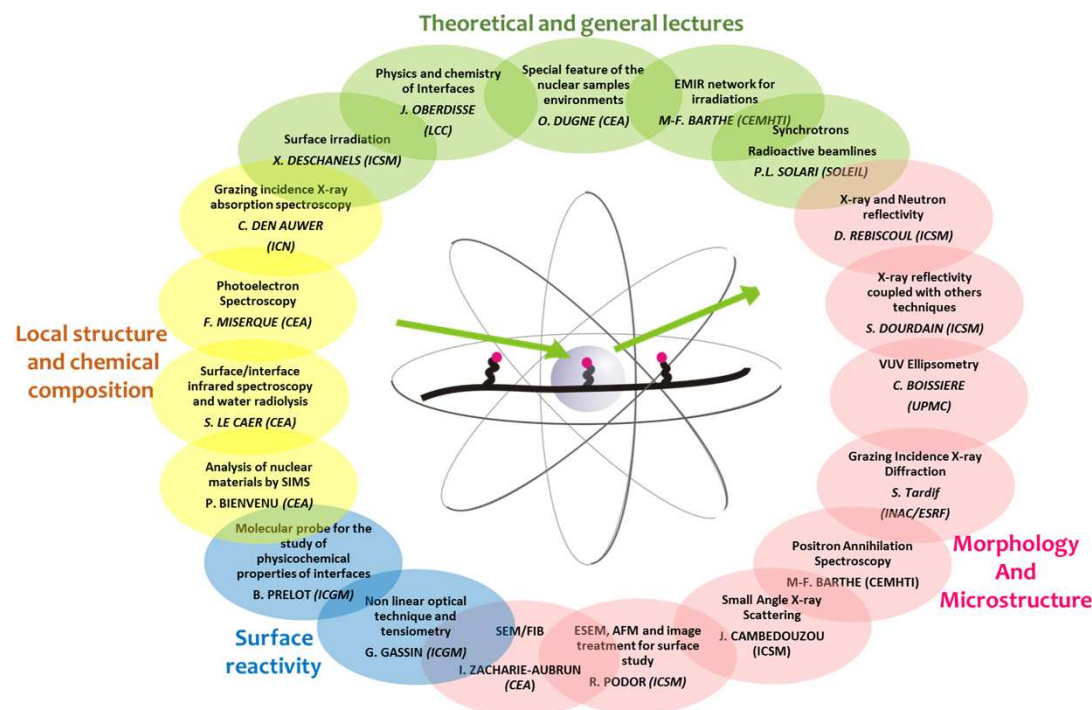 Theoretical and general lectures
Physics and chemistry
of Interfaces
J. OBERDISSE
(LCC)
Special feature of the
nuclear samples
environments
O. DUGNE (CEA)
EMIR network for
irradiations
M-F. BARTHE (CEMHTI)
Synchrotrons
Radioactive beamlines
P.L. SOLARI (SOLEIL)
Surface irradiation
X. DESCHANELS (ICSM)
Grazing incidence X-ray
absorption spectroscopy
C. DEN AUWER
(ICN)
X-ray and Neutron
reflectivity
D. REBISCOUL (ICSM)
Photoelectron
Spectroscopy
F. MISERQUE (CEA)
X-ray reflectivity
coupled with others
techniques
S. DOURDAIN (ICSM)
Local structure
and chemical
composition
Surface/interface
infrared spectroscopy
and water radiolysis
S. LE CAER (CEA)
VUV Ellipsometry
C. BOISSIERE
(UPMC)
Analysis of nuclear
materials by SIMS
P. BIENVENU (CEA)
Grazing Incidence X-ray
Diffraction
S. Tardif
(INAC/ESRF)
Molecular probe for the
study of
physicochemical
properties of interfaces
B. PRELOT (ICGM)
Positron Annihilation
Spectroscopy
M-F. BARTHE (CEMHTI)
Morphology
And
Microstructure
Surface
reactivity
Non linear optical
technique and
tensiometry
G. GASSIN (ICGM)
SEM/FIB
I. ZACHARIE-AUBRUN
(CEA)
ESEM, AFM and image
treatment for surface
study
R. PODOR (ICSM)
Small Angle X-ray
Scattering
J. CAMBEDOUZOU
(ICSM)